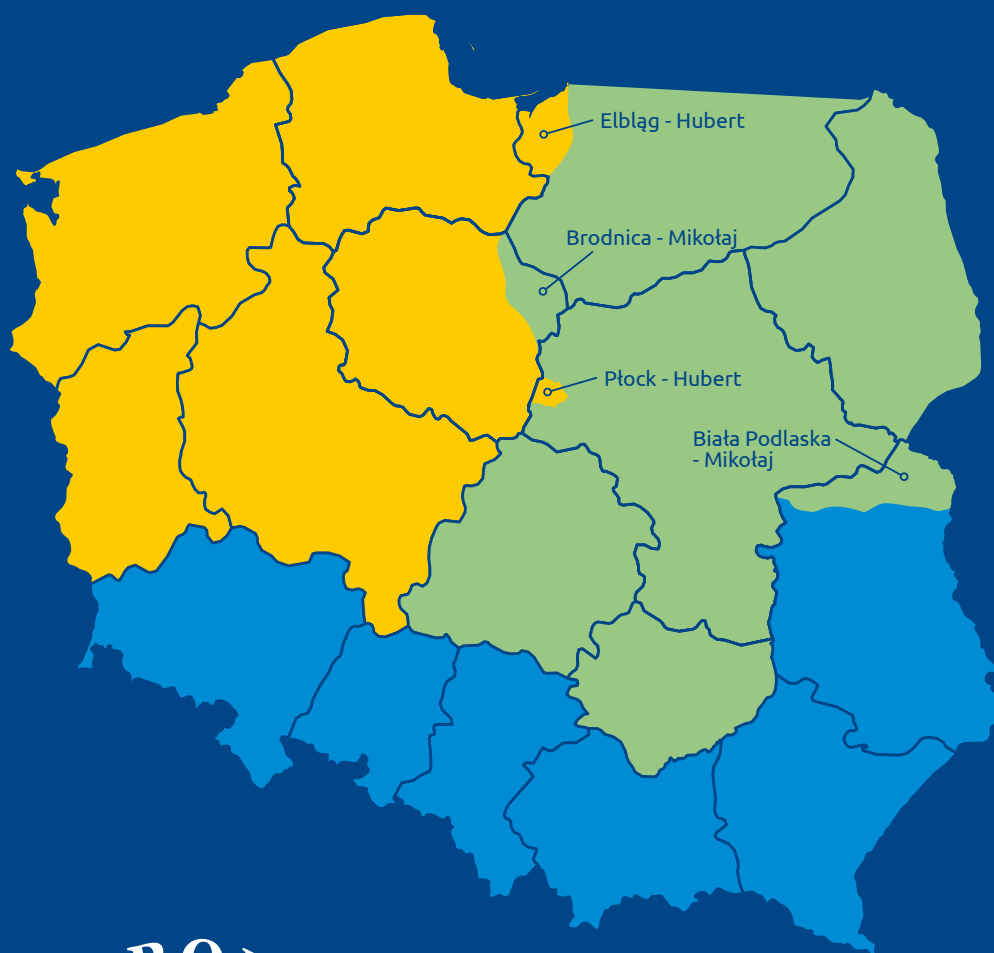 Elbląg - Hubert
Brodnica - Mikołaj
Płock - Hubert
Biała Podlaska
- Mikołaj